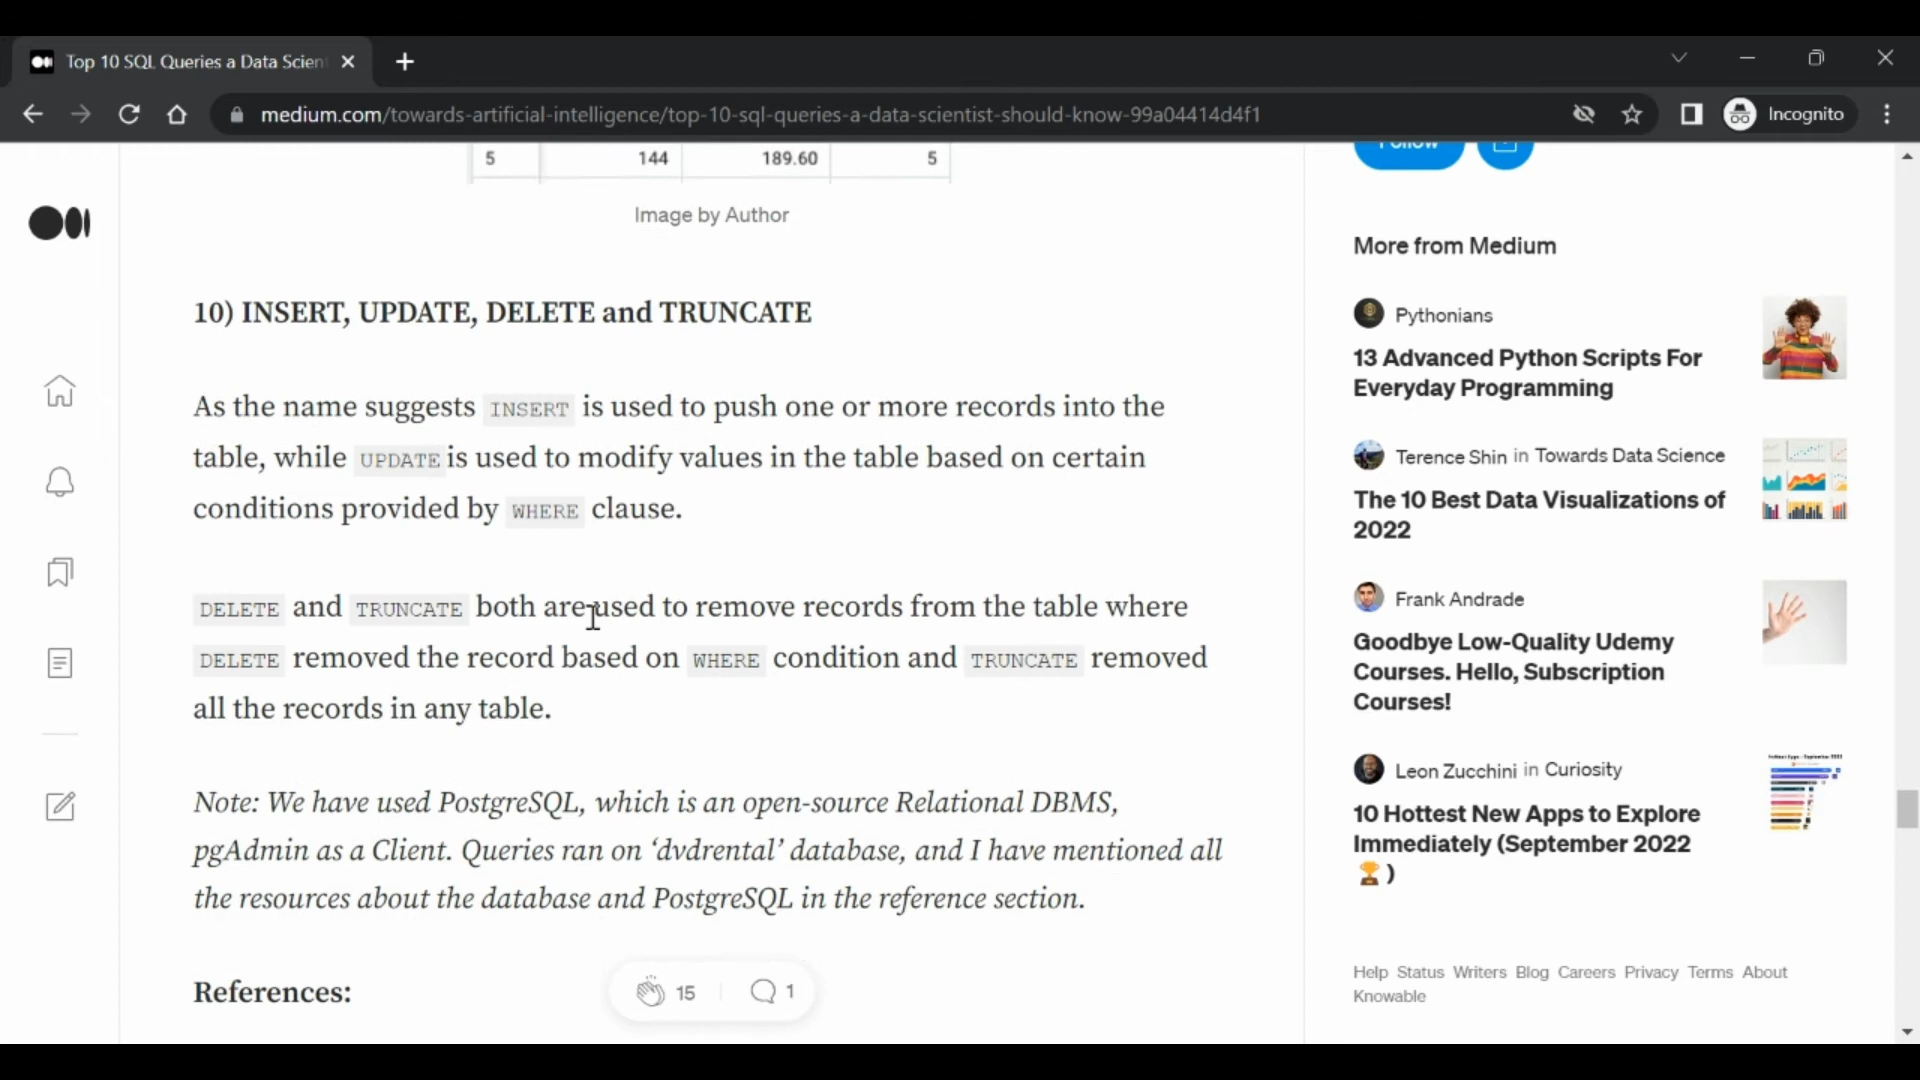 Top 10 SQL Queries a Data Scien
medium.com/towards-artificial-intelligence/top-10-sql-queries-a-data-scientist-should-know-99a04414d4f1
Incognito
5 144 189.60 5
Image by Author
10) INSERT, UPDATE, DELETE and TRUNCATE
As the name suggests INSERT is used to push one or more records into the
table, while UPDATE is used to modify values in the table based on certain
conditions provided by WHERE clause.
DELETE and TRUNCATE both are used to remove records from the table where
DELETE removed the record based on WHERE condition and TRUNCATE removed
all the records in any table.
Note: We have used PostgreSQL, which is an open-source Relational DBMS,
pgAdmin as a Client. Queries ran on ‘dvdrental’ database, and I have mentioned all
the resources about the database and PostgreSQL in the reference section.
References:
15 1
Follow
More from Medium
Pythonians
13 Advanced Python Scripts For
Everyday Programming
Terence Shin in Towards Data Science
The 10 Best Data Visualizations of
2022
Frank Andrade
Goodbye Low-Quality Udemy
Courses. Hello, Subscription
Courses!
Leon Zucchini in Curiosity
10 Hottest New Apps to Explore
Immediately (September 2022
🏆 )
Help Status Writers Blog Careers Privacy Terms About
Knowable